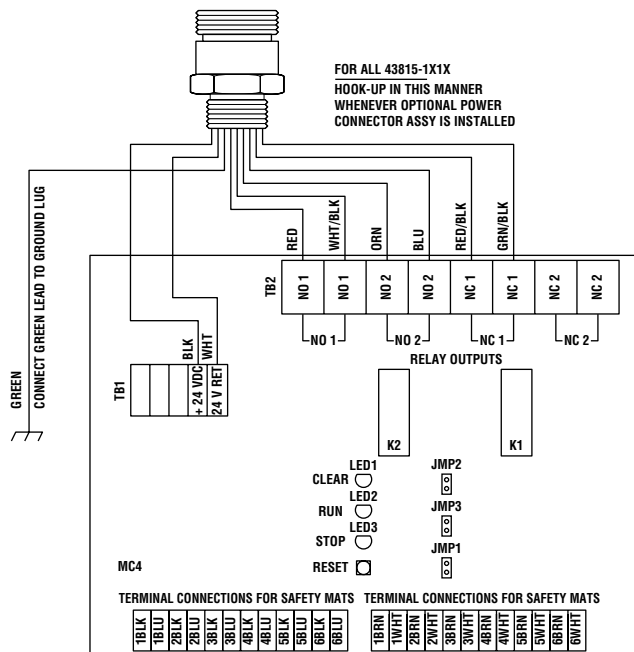 FOR ALL 43815-1X1X
HOOK-UP IN THIS MANNER
WHENEVER OPTIONAL POWER
CONNECTOR ASSY IS INSTALLED
GREEN
CONNECT GREEN LEAD TO GROUND LUG
RED
WHT/BLK
ORN
BLU
RED/BLK
GRN/BLK
TB2
NO 1
NO 1
NO 2
NO 2
NC 1
NC 1
NC 2
NC 2
NO 1
NO 2
NC 1
NC 2
RELAY OUTPUTS
BLK
WHT
TB1
+ 24 VDC
24 V RET
K2
K1
LED1
CLEAR
LED2
RUN
LED3
STOP
RESET
JMP2
JMP3
JMP1
MC4
TERMINAL CONNECTIONS FOR SAFETY MATS
1BLK
1BLU
2BLK
2BLU
3BLK
3BLU
4BLK
4BLU
5BLK
5BLU
6BLK
6BLU
TERMINAL CONNECTIONS FOR SAFETY MATS
1BRN
1WHT
2BRN
2WHT
3BRN
3WHT
4BRN
4WHT
5BRN
5WHT
6BRN
6WHT